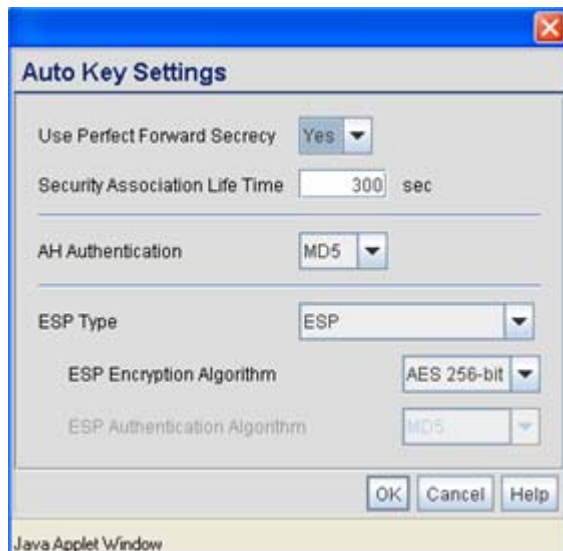 Auto Key Settings
Use Perfect Forward Secrecy Yes
Security Association Life Time 300 sec
AH Authentication MD5
ESP Type ESP
ESP Encryption Algorithm AES 256-bit
ESP Authentication Algorithm MD5
OK Cancel Help
Java Applet Window